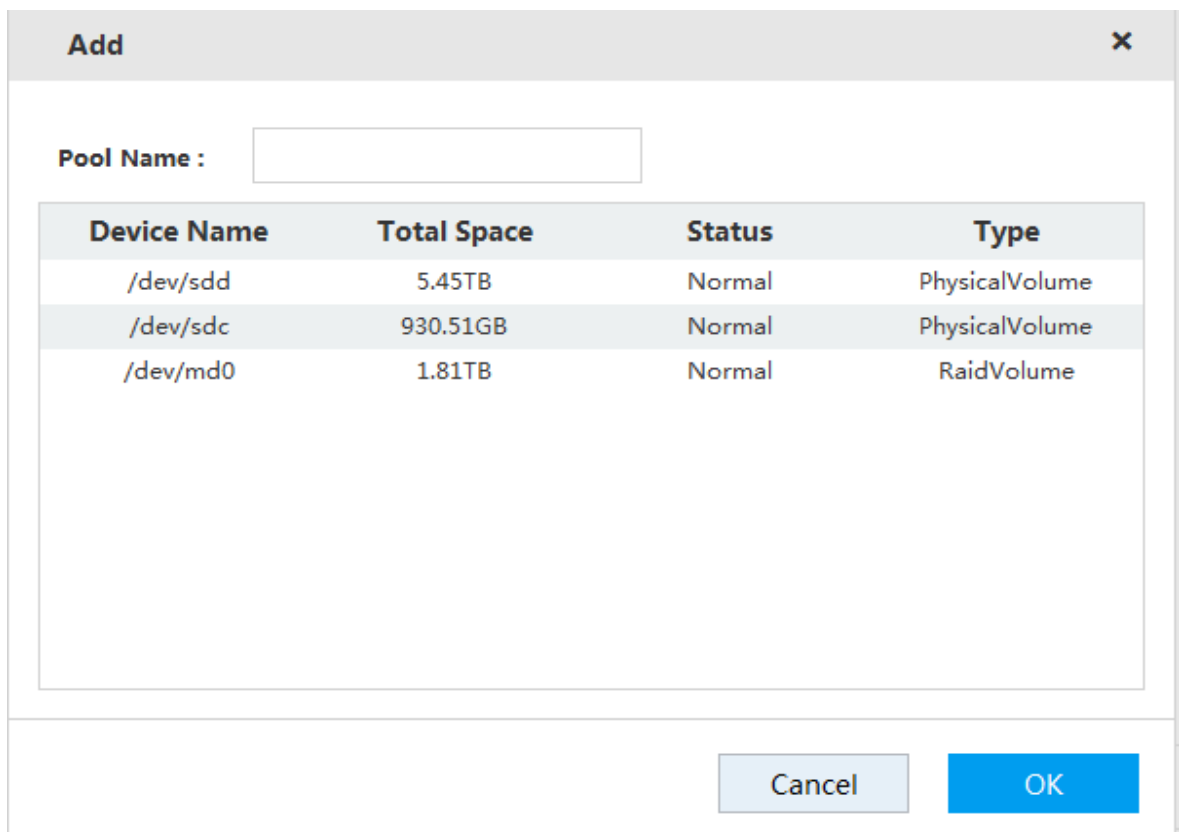 Add ×
Pool Name :
Device Name Total Space Status Type
/dev/sdd 5.45TB Normal PhysicalVolume
/dev/sdc 930.51GB Normal PhysicalVolume
/dev/md0 1.81TB Normal RaidVolume
Cancel OK